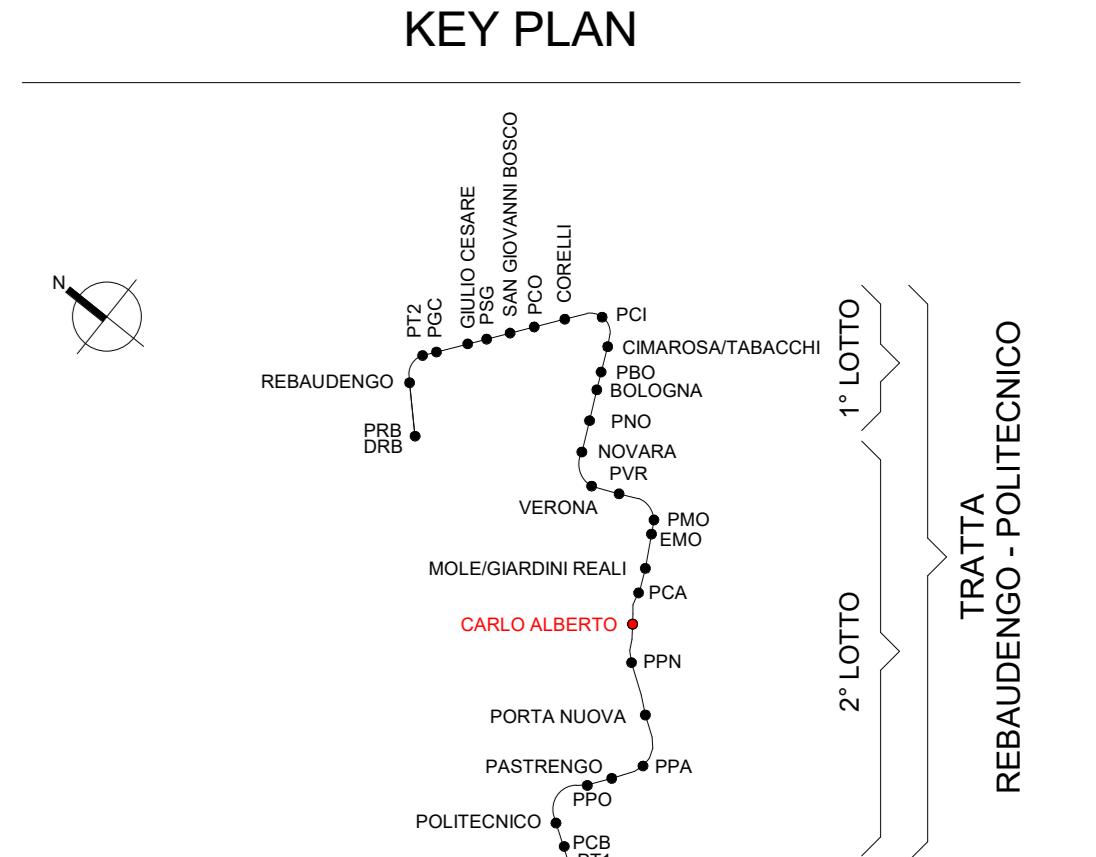 KEY PLAN
N
PT2
PGC
GIULIO CESARE
PSG
SAN GIOVANNI BOSCO
PCO
CORELLI
PCI
CIMAROSA/TABACCHI
REBAUDENGO
PBO
BOLOGNA
PNO
PRB
DRB
NOVARA
PVR
VERONA
PMO
EMO
MOLE/GIARDINI REALI
PCA
CARLO ALBERTO
PPN
PORTA NUOVA
PASTRENGO
PPA
PPO
POLITECNICO
PCB
PT1
1° LOTTO
2° LOTTO
TRATTA
REBAUDENGO - POLITECNICO